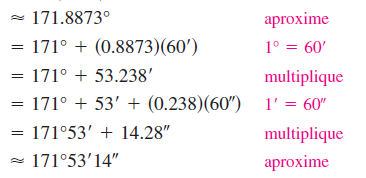 ≈ 171.8873° aproxime
= 171° + (0.8873)(60′) 1° = 60′
= 171° + 53.238′ multiplique
= 171° + 53′ + (0.238)(60″) 1′ = 60″
= 171°53′ + 14.28″ multiplique
≈ 171°53′14″ aproxime